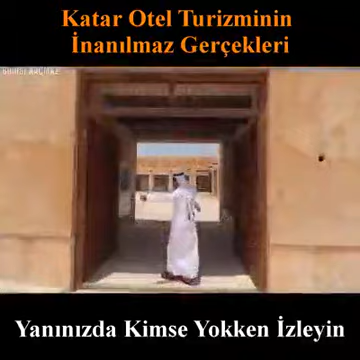 Katar Otel Turizminin
İnanılmaz Gerçekleri
Yanınızda Kimse Yokken İzleyin